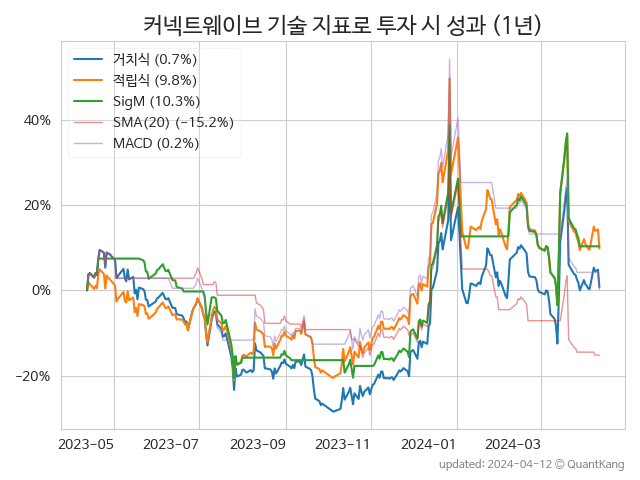 커넥트웨이브 기술 지표로 투자 시 성과 (1년)
거치식 (0.7%)
적립식 (9.8%)
SigM (10.3%)
SMA(20) (−15.2%)
MACD (0.2%)
40%
20%
0%
−20%
2023-05 2023-07 2023-09 2023-11 2024-01 2024-03
updated: 2024-04-12 © QuantKang